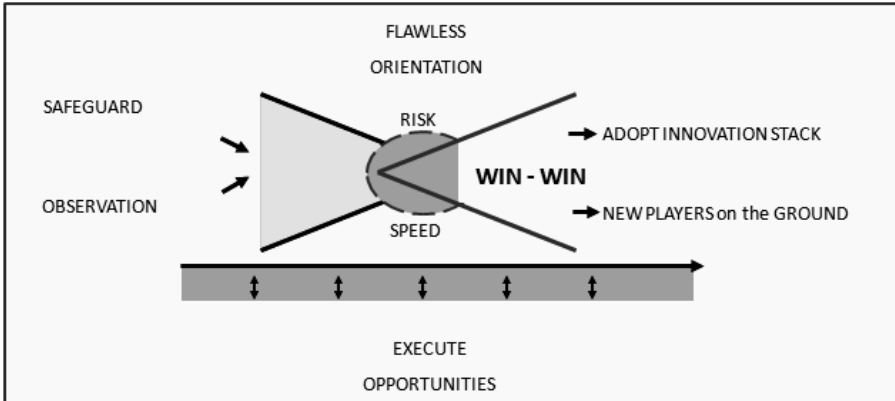 FLAWLESS
ORIENTATION
SAFEGUARD
RISK
ADOPT INNOVATION STACK
WIN - WIN
OBSERVATION
NEW PLAYERS on the GROUND
SPEED
EXECUTE
OPPORTUNITIES